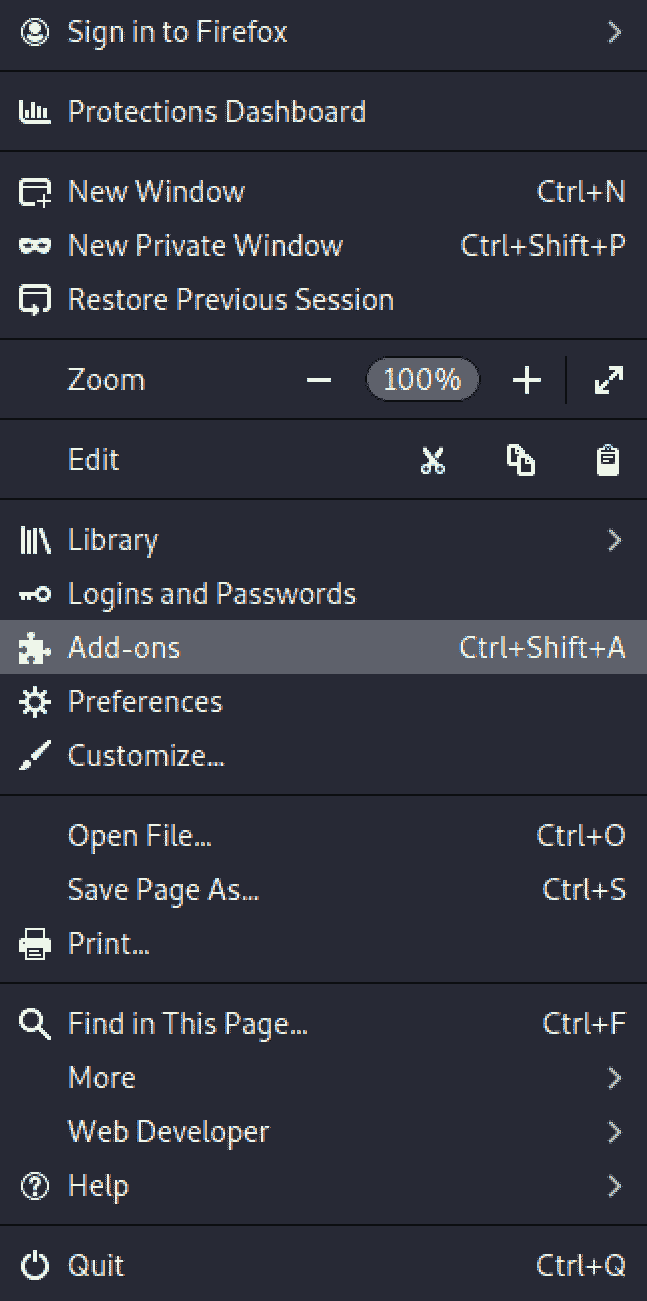 Sign in to Firefox
Protections Dashboard
New Window Ctrl+N
New Private Window Ctrl+Shift+P
Restore Previous Session
Zoom 100%
Edit
Library
Logins and Passwords
Add-ons Ctrl+Shift+A
Preferences
Customize...
Open File... Ctrl+O
Save Page As... Ctrl+S
Print...
Find in This Page... Ctrl+F
More
Web Developer
Help
Quit Ctrl+Q